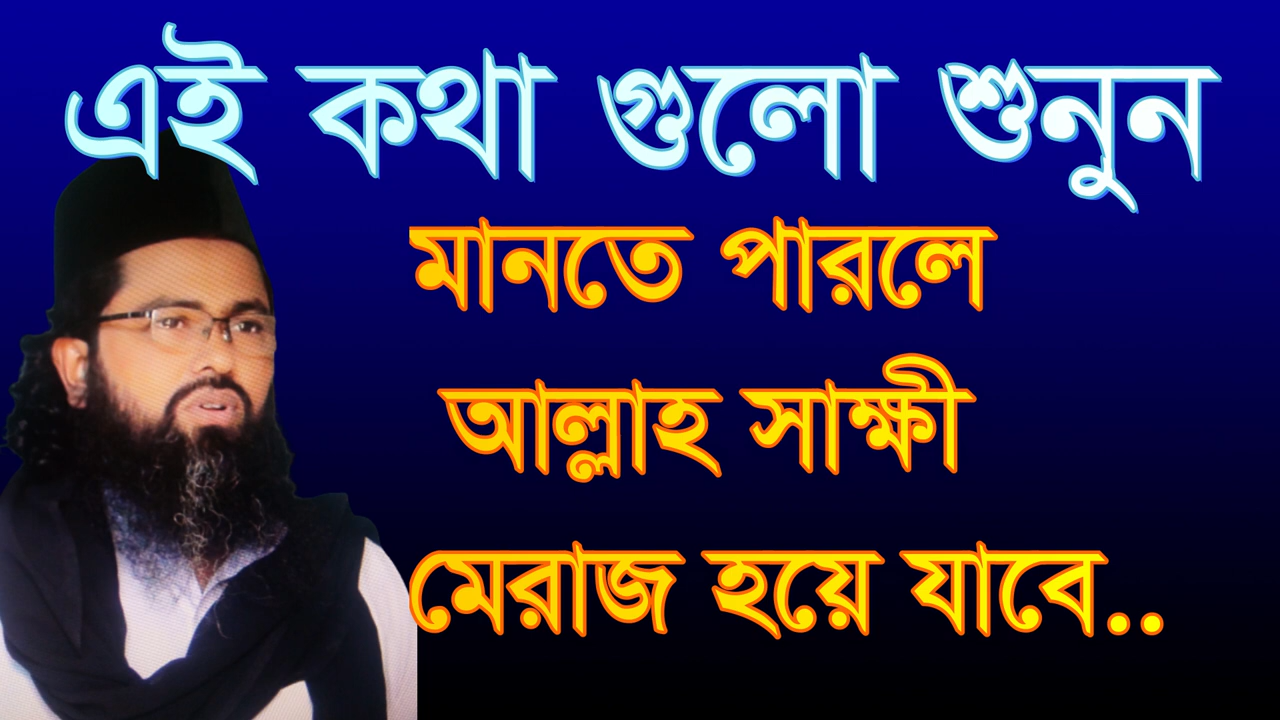 এই কথা গুলো শুনুন
মানতে পারলে
আল্লাহ সাক্ষী
মেরাজ হয়ে যাবে..